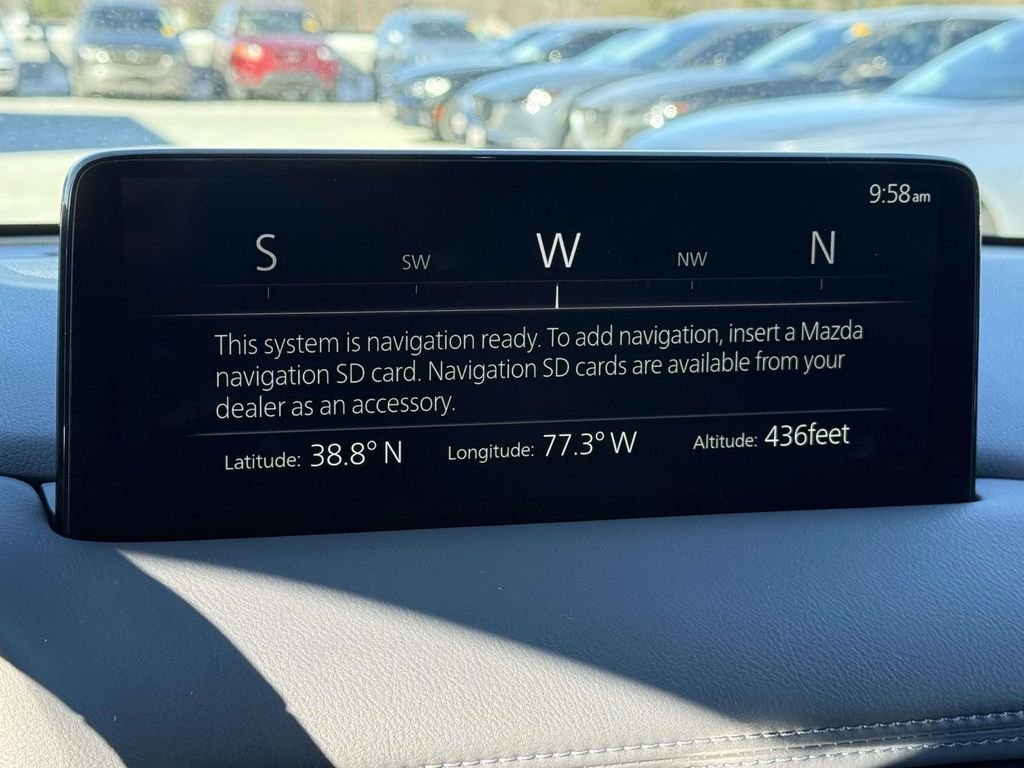 9:58am
S SW W NW N
This system is navigation ready. To add navigation, insert a Mazda
navigation SD card. Navigation SD cards are available from your
dealer as an accessory.
Latitude: 38.8° N Longitude: 77.3° W Altitude: 436feet